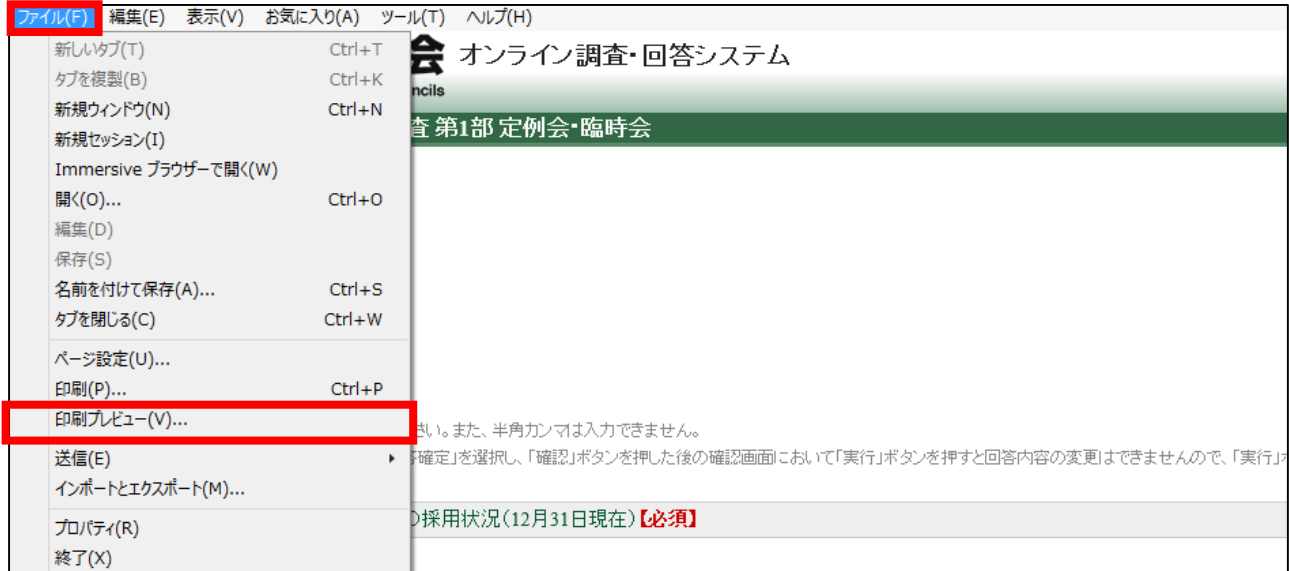 ファイル(F) 編集(E) 表示(V) お気に入り(A) ツール(T) ヘルプ(H)
新しいタブ(T) Ctrl+T
タブを複製(B) Ctrl+K
新規ウィンドウ(N) Ctrl+N
新規セッション(I)
Immersive ブラウザーで開く(W)
開く(O)... Ctrl+O
編集(D)
保存(S)
名前を付けて保存(A)... Ctrl+S
タブを閉じる(C) Ctrl+W
ページ設定(U)...
印刷(P)... Ctrl+P
印刷プレビュー(V)...
送信(E)
インポートとエクスポート(M)...
プロパティ(R)
終了(X)
会 オンライン調査・回答システム
ncils
査 第1部 定例会・臨時会
さい。また、半角カンマは入力できません。
確定」を選択し、「確認」ボタンを押した後の確認画面において「実行」ボタンを押すと回答内容の変更はできませんので、「実行」
の採用状況(12月31日現在)【必須】